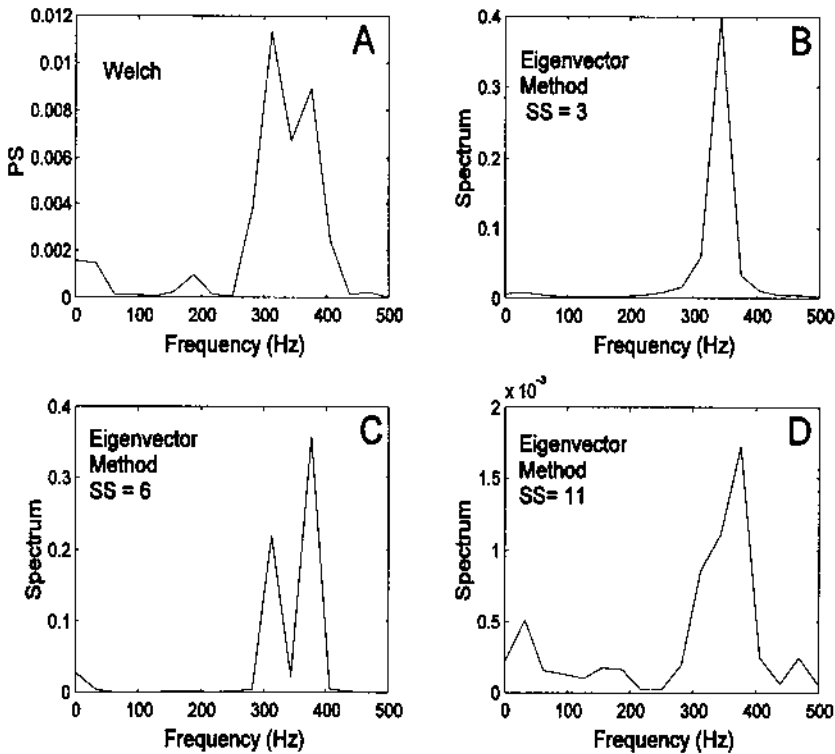 A
Welch
PS
0.012
0.01
0.008
0.006
0.004
0.002
0
0 100 200 300 400 500
Frequency (Hz)
B
Eigenvector
Method
SS = 3
Spectrum
0.4
0.3
0.2
0.1
0
0 100 200 300 400 500
Frequency (Hz)
C
Eigenvector
Method
SS = 6
Spectrum
0.4
0.3
0.2
0.1
0
0 100 200 300 400 500
Frequency (Hz)
x 10⁻³
D
Eigenvector
Method
SS= 11
Spectrum
2
1.5
1
0.5
0
0 100 200 300 400 500
Frequency (Hz)